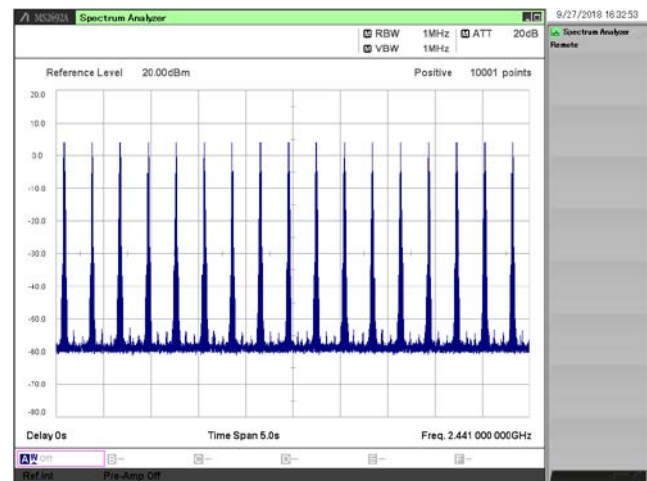 MS2692A Spectrum Analyzer
9/27/2018 16:32:53
RBW 1MHz ATT 20dB
VBW 1MHz
Spectrum Analyzer
Remote
Reference Level 20.00dBm Positive 10001 points
20.0
10.0
0.0
-10.0
-20.0
-30.0
-40.0
-50.0
-60.0
-70.0
-80.0
Delay 0s Time Span 5.0s Freq. 2.441 000 000GHz
A W Off B-- C-- D-- E-- F--
Ref.Int Pre-Amp Off